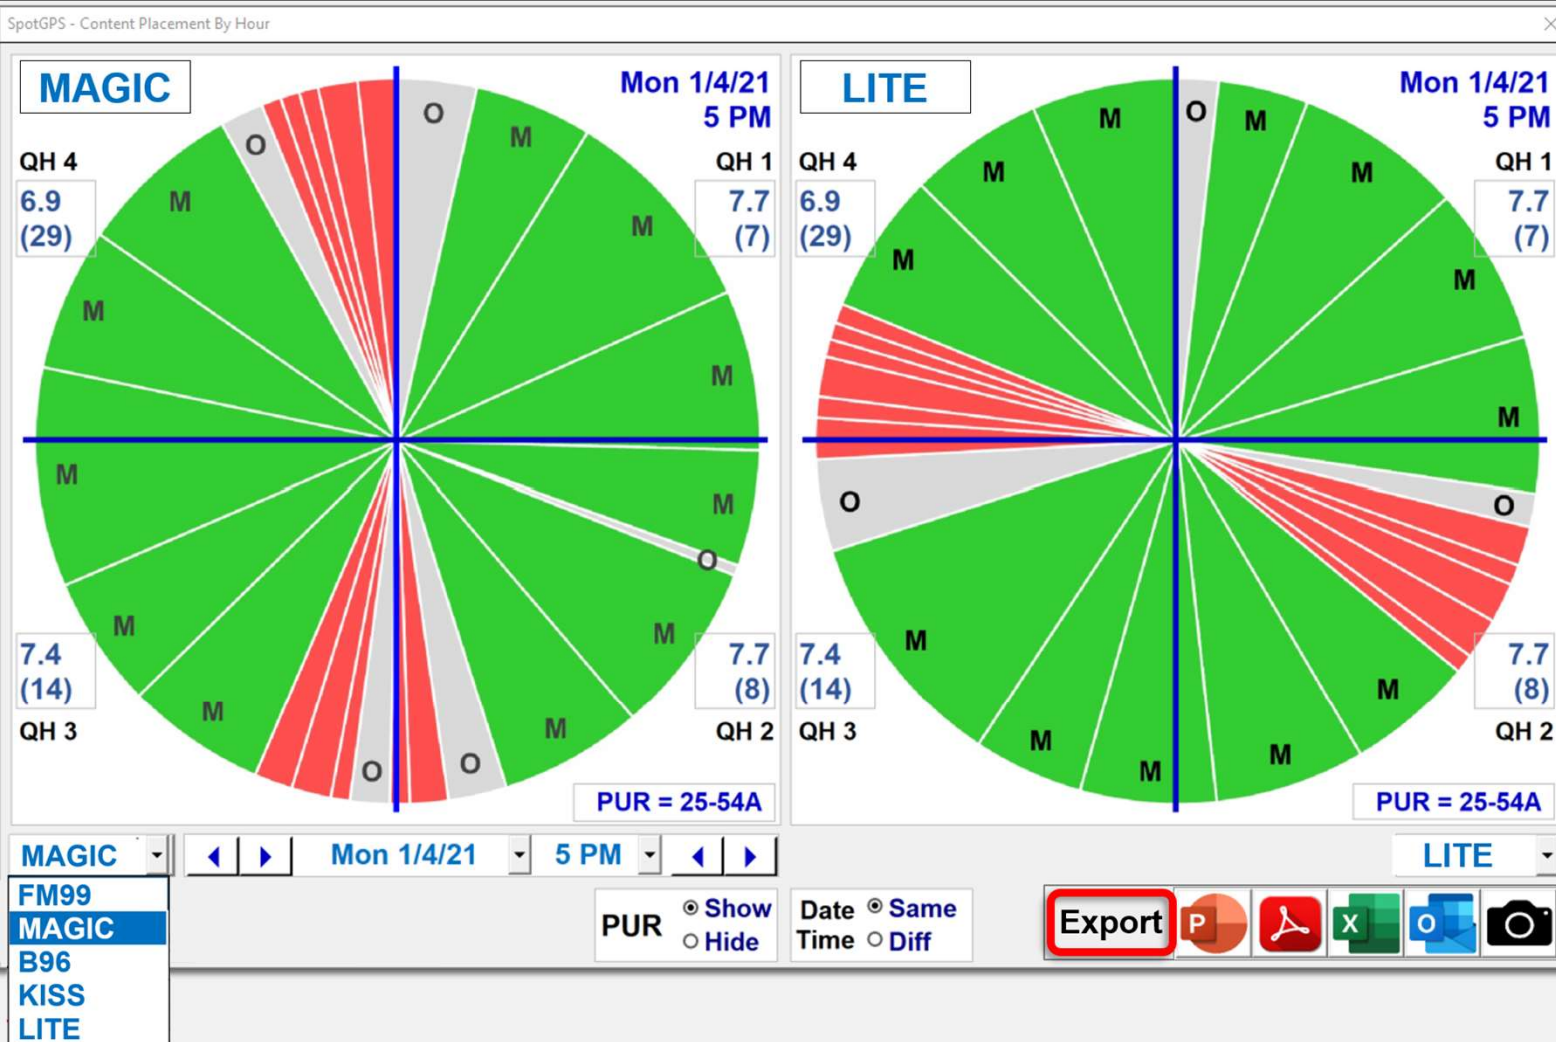 SpotGPS - Content Placement By Hour
MAGIC
Mon 1/4/21
5 PM
QH 4
6.9
(29)
QH 1
7.7
(7)
O
M
M
M
M
O
M
M
O
O
M
M
M
M
M
O
7.4
(14)
QH 3
7.7
(8)
QH 2
PUR = 25-54A
LITE
Mon 1/4/21
5 PM
QH 4
6.9
(29)
QH 1
7.7
(7)
O
M
M
M
M
O
M
M
M
M
M
O
M
M
M
7.4
(14)
QH 3
7.7
(8)
QH 2
PUR = 25-54A
MAGIC
Mon 1/4/21
5 PM
LITE
FM99
MAGIC
B96
KISS
LITE
PUR
Show
Hide
Date
Time
Same
Diff
Export
P
X
O